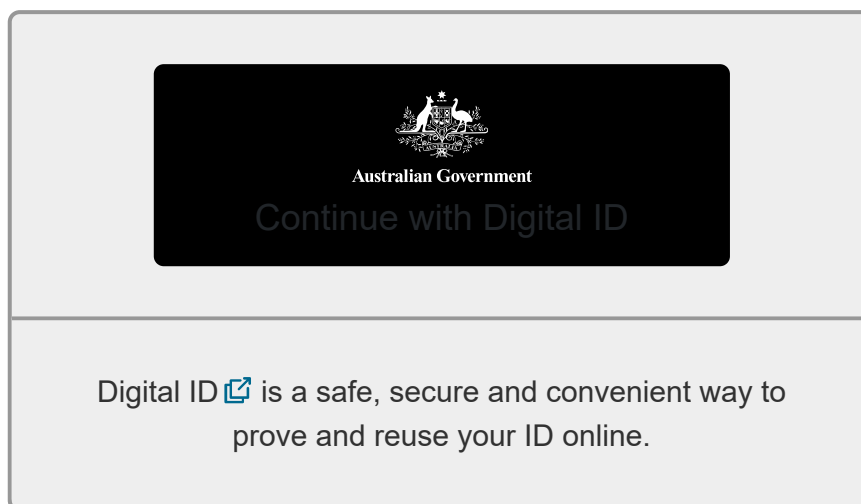 AUSTRALIA
Australian Government
Continue with Digital ID
Digital ID is a safe, secure and convenient way to
prove and reuse your ID online.